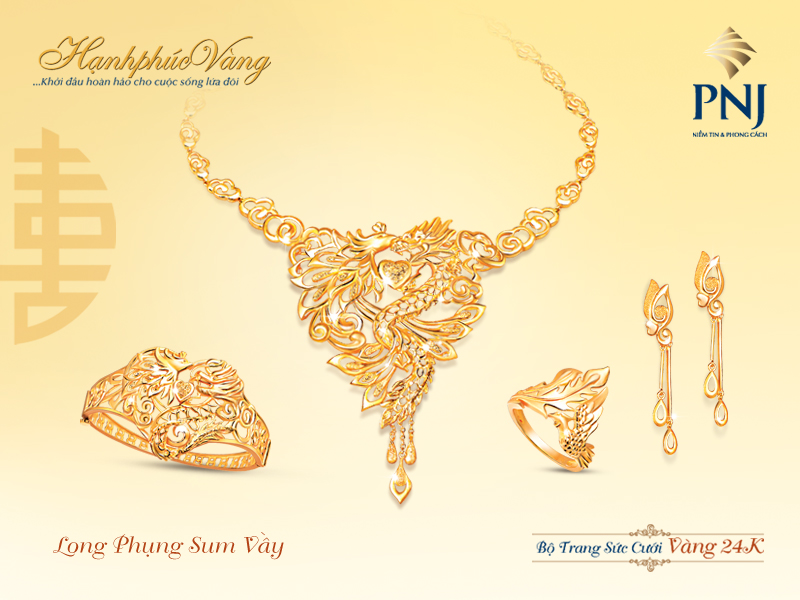 HạnhphúcVàng
...Khởi đầu hoàn hảo cho cuộc sống lứa đôi
PNJ
NIỀM TIN & PHONG CÁCH
Long Phụng Sum Vầy
Bộ Trang Sức Cưới Vàng 24K